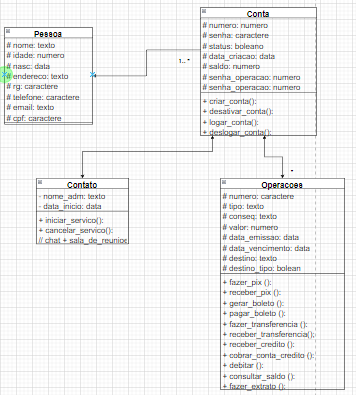 Pessoa
# nome: texto
# idade: numero
# nasc: data
# endereco: texto
# rg: caractere
# telefone: caractere
# email: texto
# cpf: caractere
1..*
Conta
# numero: numero
# senha: caractere
# status: boleano
# data_criacao: data
# saldo: numero
# senha_operacao: numero
# senha_operacao: numero
+ criar_conta():
+ desativar_conta():
+ logar_conta():
+ deslogar_conta():
Contato
- nome_adm: texto
- data_inicio: data
+ iniciar_servico():
+ cancelar_servico():
// chat + sala_de_reunioe
*
Operacoes
# numero: caractere
# tipo: texto
# conseq: texto
# valor: numero
# data_emissao: data
# data_vencimento: data
# destino: texto
# destino_tipo: bolean
+ fazer_pix ():
+ receber_pix ():
+ gerar_boleto ():
+ pagar_boleto ():
+ fazer_transferencia ():
+ receber_transferencia():
+ receber_credito ():
+ cobrar_conta_credito ():
+ debitar ():
+ consultar_saldo ():
+ fazer_extrato ():